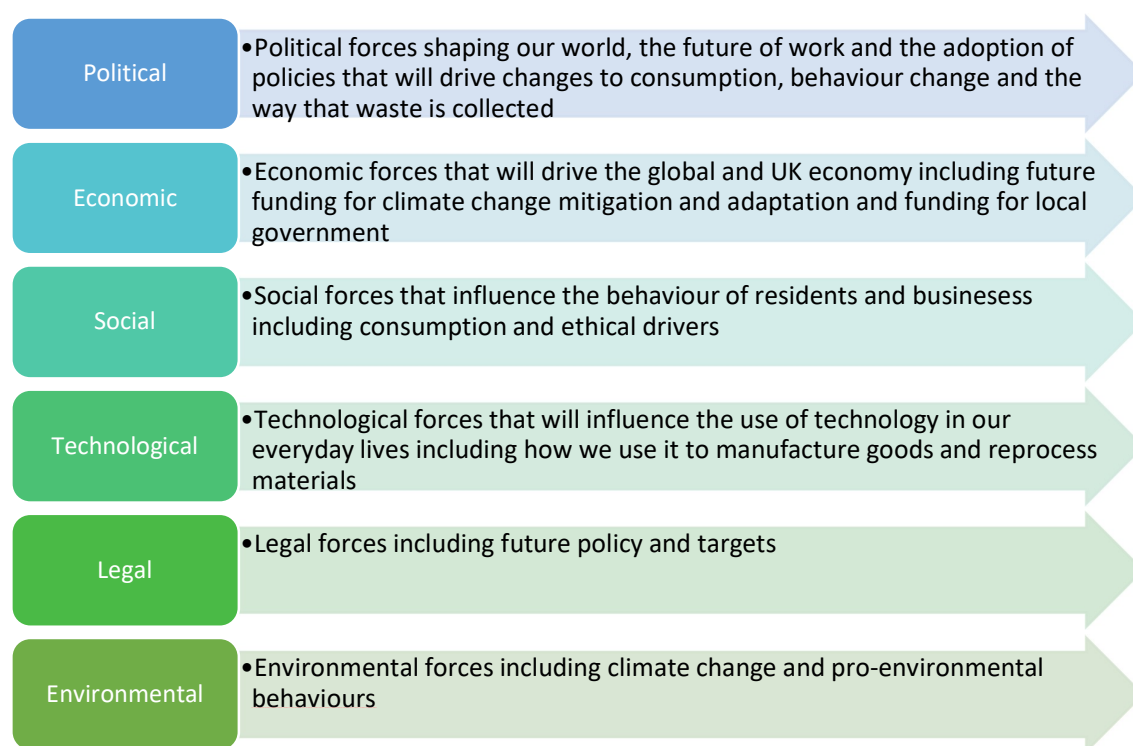 Political
•Political forces shaping our world, the future of work and the adoption of
policies that will drive changes to consumption, behaviour change and the
way that waste is collected
Economic
•Economic forces that will drive the global and UK economy including future
funding for climate change mitigation and adaptation and funding for local
government
Social
•Social forces that influence the behaviour of residents and businesess
including consumption and ethical drivers
Technological
•Technological forces that will influence the use of technology in our
everyday lives including how we use it to manufacture goods and reprocess
materials
Legal
•Legal forces including future policy and targets
Environmental
•Environmental forces including climate change and pro-environmental
behaviours